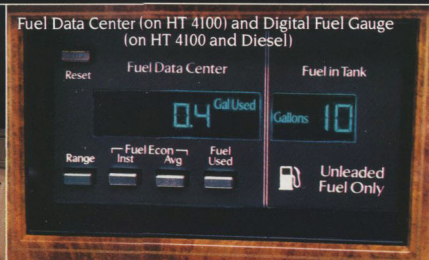 Fuel Data Center (on HT 4100) and Digital Fuel Gauge
(on HT 4100 and Diesel)
Reset
Fuel Data Center
Fuel in Tank
0.4 Gal Used
Gallons 10
Range
Fuel Econ
Inst Avg
Fuel
Used
Unleaded
Fuel Only